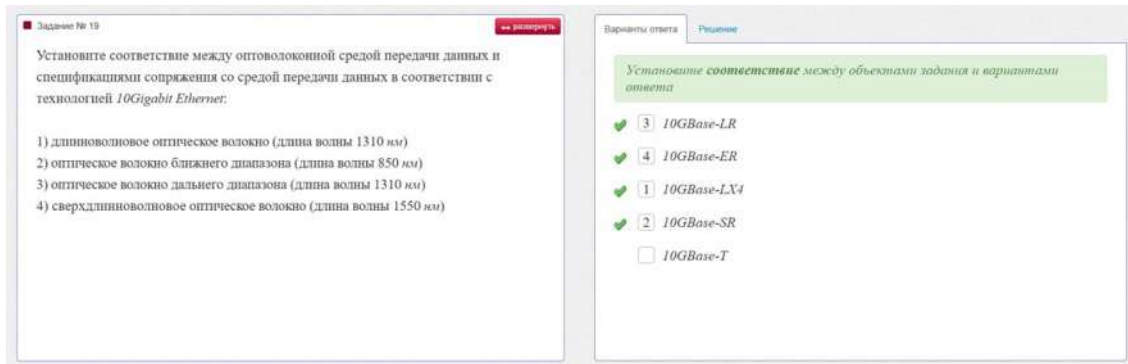 Задание № 19
развернуть
Установите соответствие между оптоволоконной средой передачи данных и
спецификациями сопряжения со средой передачи данных в соответствии с
технологией 10Gigabit Ethernet:
1) длинноволновое оптическое волокно (длина волны 1310 нм)
2) оптическое волокно ближнего диапазона (длина волны 850 нм)
3) оптическое волокно дальнего диапазона (длина волны 1310 нм)
4) сверхдлинноволновое оптическое волокно (длина волны 1550 нм)
Варианты ответа Решение
Установите соответствие между объектами задания и вариантами
ответа
3 10GBase-LR
4 10GBase-ER
1 10GBase-LX4
2 10GBase-SR
10GBase-T